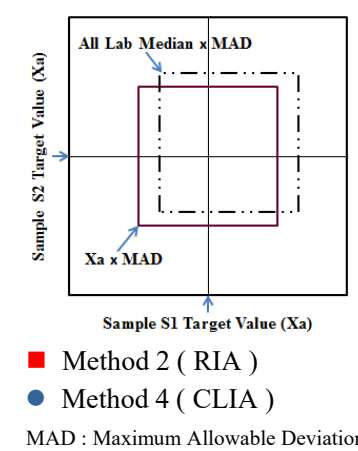 All Lab Median x MAD
Sample S2 Target Value (Xa)
Xa x MAD
Sample S1 Target Value (Xa)
Method 2 ( RIA )
Method 4 ( CLIA )
MAD : Maximum Allowable Deviation